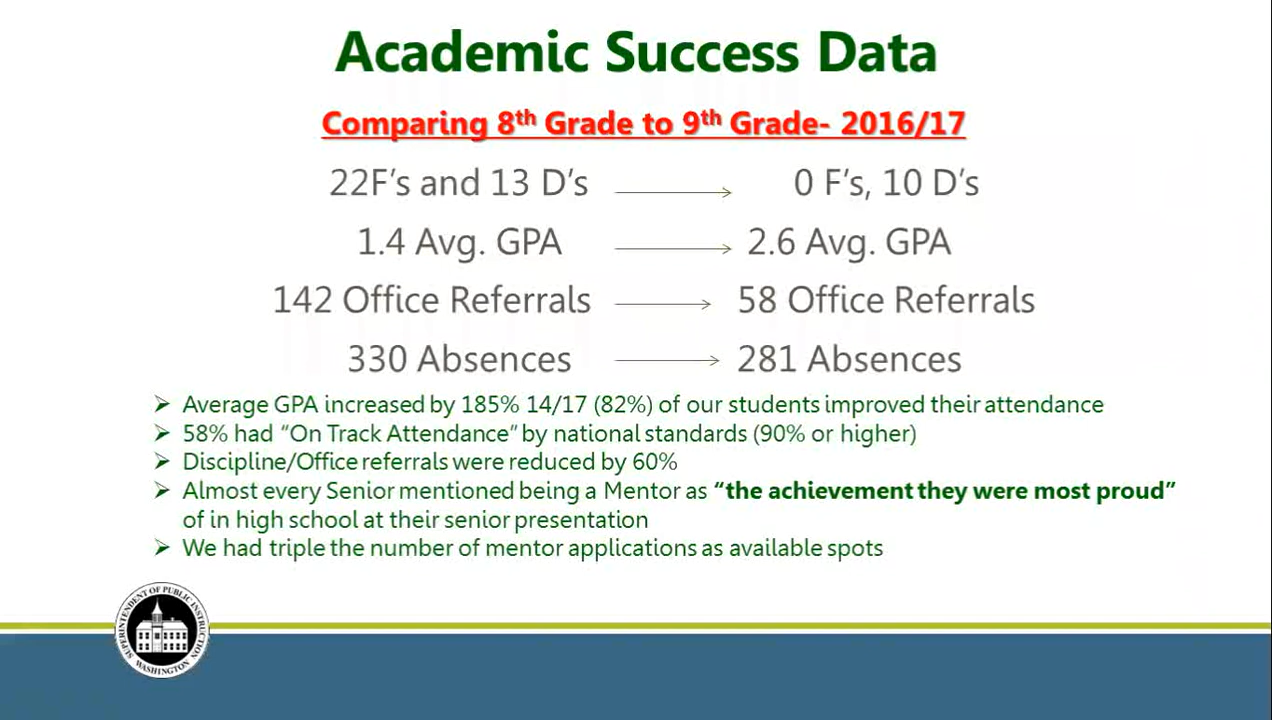 Academic Success Data
Comparing 8th Grade to 9th Grade- 2016/17
22F's and 13 D's → 0 F's, 10 D's
1.4 Avg. GPA → 2.6 Avg. GPA
142 Office Referrals → 58 Office Referrals
330 Absences → 281 Absences
➢ Average GPA increased by 185% 14/17 (82%) of our students improved their attendance
➢ 58% had “On Track Attendance” by national standards (90% or higher)
➢ Discipline/Office referrals were reduced by 60%
➢ Almost every Senior mentioned being a Mentor as “the achievement they were most proud”
of in high school at their senior presentation
➢ We had triple the number of mentor applications as available spots
SUPERINTENDENT OF PUBLIC INSTRUCTION
WASHINGTON